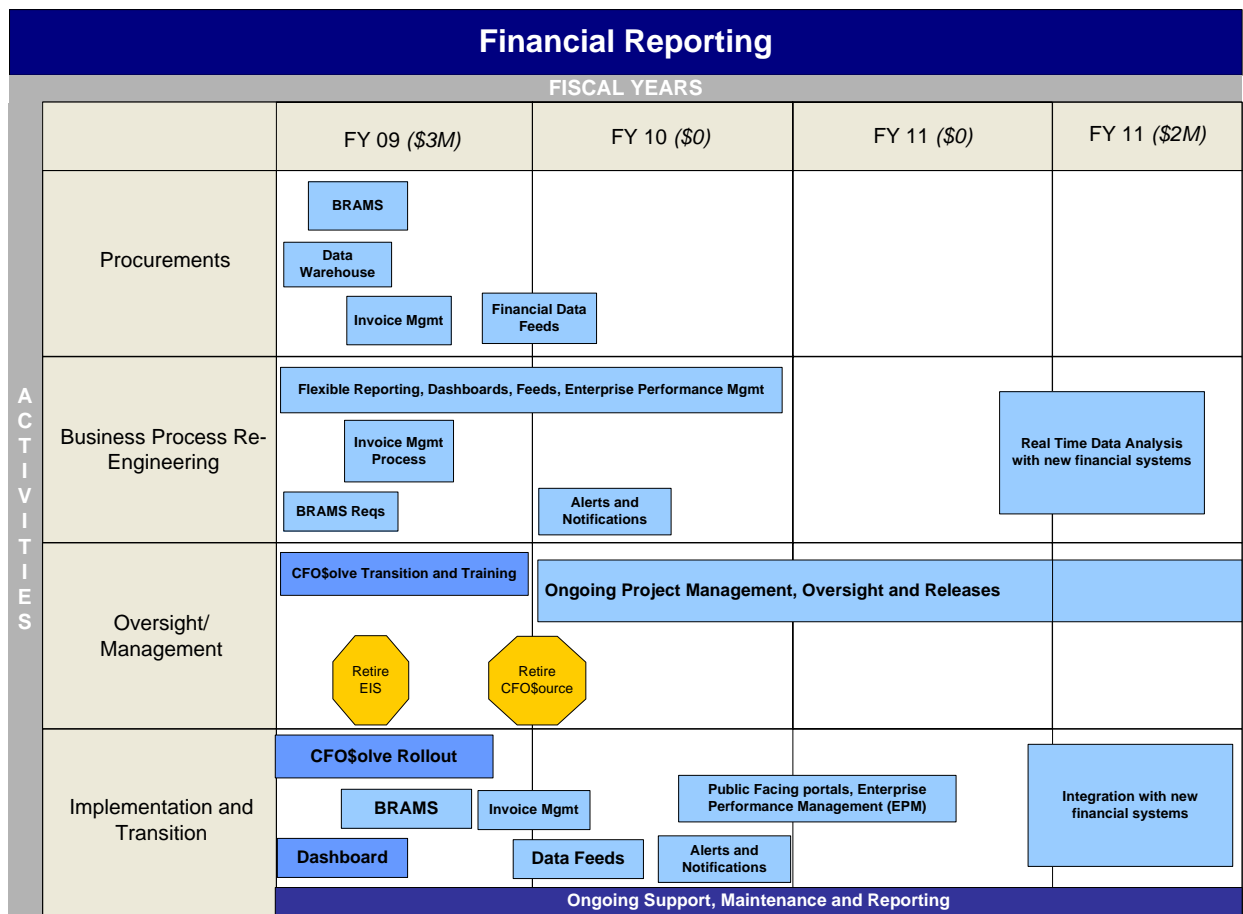 Financial Reporting
FISCAL YEARS
FY 09 ($3M)
FY 10 ($0)
FY 11 ($0)
FY 11 ($2M)
ACTIVITIES
Procurements
BRAMS
Data
Warehouse
Invoice Mgmt
Financial Data
Feeds
Business Process Re-
Engineering
Flexible Reporting, Dashboards, Feeds, Enterprise Performance Mgmt
Invoice Mgmt
Process
BRAMS Reqs
Alerts and
Notifications
Real Time Data Analysis
with new financial systems
Oversight/
Management
CFO$olve Transition and Training
Ongoing Project Management, Oversight and Releases
Retire
EIS
Retire
CFO$ource
Implementation and
Transition
CFO$olve Rollout
BRAMS
Invoice Mgmt
Public Facing portals, Enterprise
Performance Management (EPM)
Integration with new
financial systems
Dashboard
Data Feeds
Alerts and
Notifications
Ongoing Support, Maintenance and Reporting